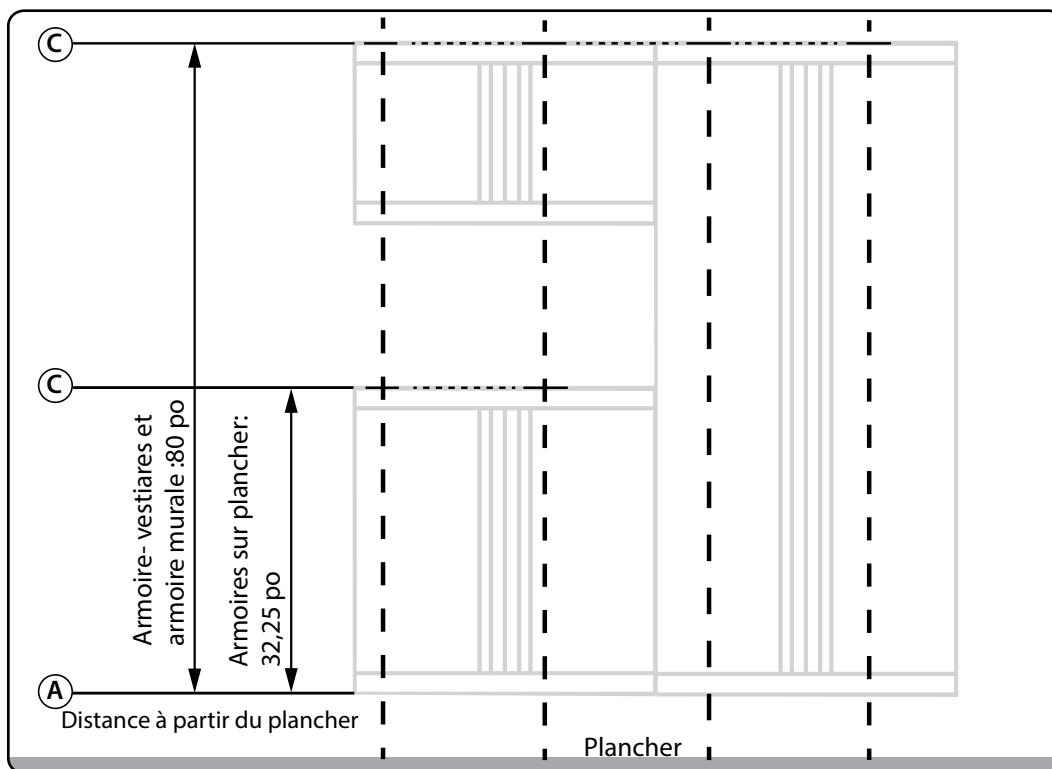 C
C
Armoire- vestiares et
armoire murale :80 po
Armoires sur plancher:
32,25 po
A
Distance à partir du plancher
Plancher